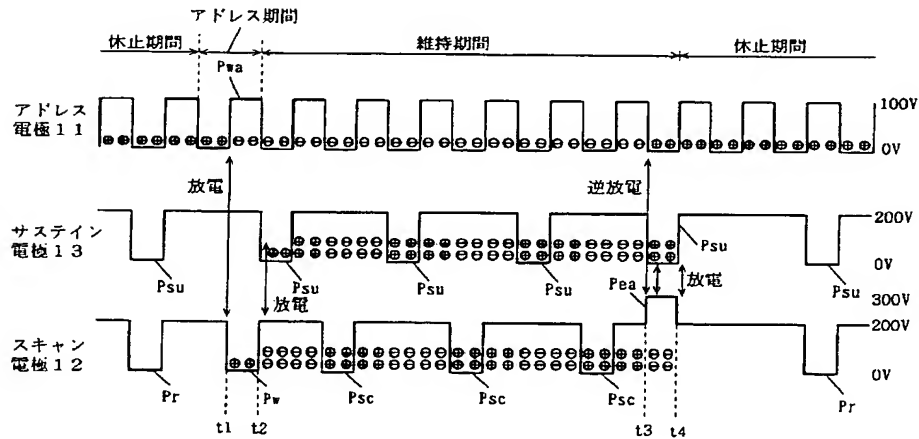 アドレス期間
休止期間
維持期間
休止期間
Pwa
アドレス
電極11
100V
0V
放電
逆放電
サステイン
電極13
200V
0V
Psu
Psu
Psu
Psu
Psu
Psu
放電
Pea
放電
300V
スキャン
電極12
200V
0V
Pr
Pw
Psc
Psc
Psc
Pr
t1
t2
t3
t4